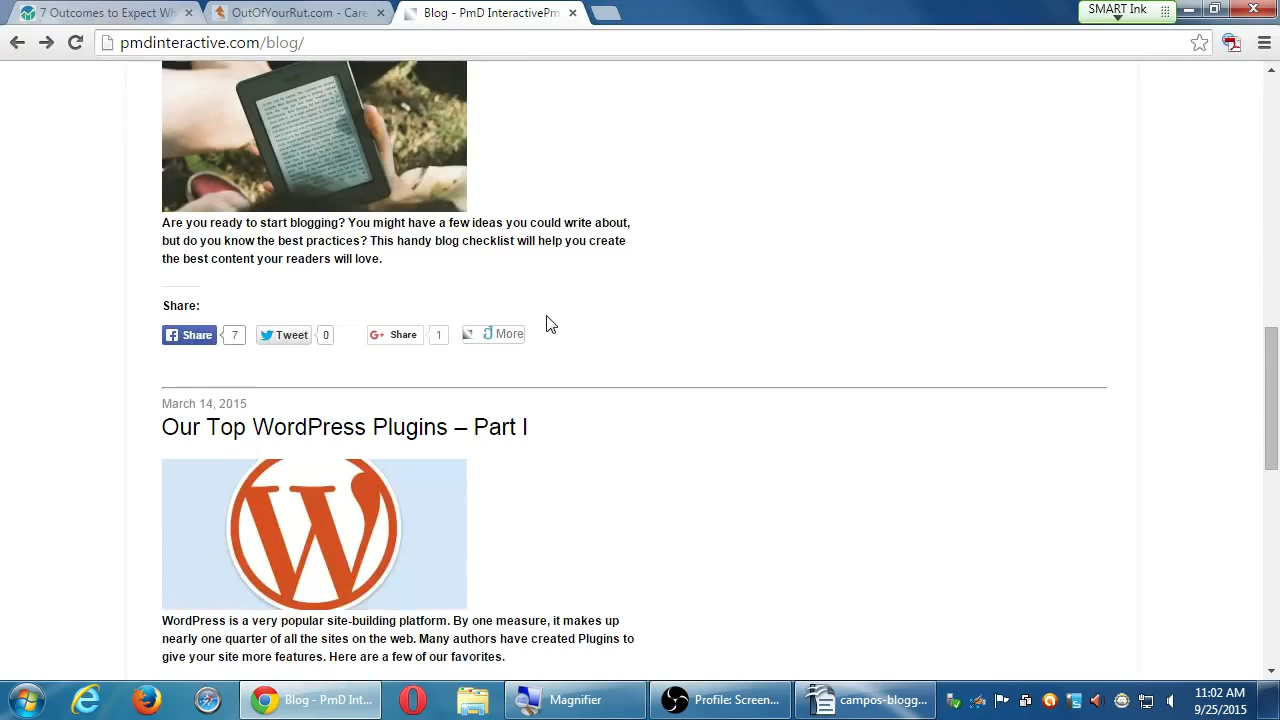 7 Outcomes to Expect Wh
OutOfYourRut.com - Care
Blog - PmD InteractivePm
SMART Ink
pmdinteractive.com/blog/
Are you ready to start blogging? You might have a few ideas you could write about,
but do you know the best practices? This handy blog checklist will help you create
the best content your readers will love.
Share:
Share 7 Tweet 0 G+ Share 1 More
March 14, 2015
Our Top WordPress Plugins – Part I
W
WordPress is a very popular site-building platform. By one measure, it makes up
nearly one quarter of all the sites on the web. Many authors have created Plugins to
give your site more features. Here are a few of our favorites.
Blog - PmD Int...
Magnifier
Profile: Screen...
campos-blogg...
11:02 AM
9/25/2015